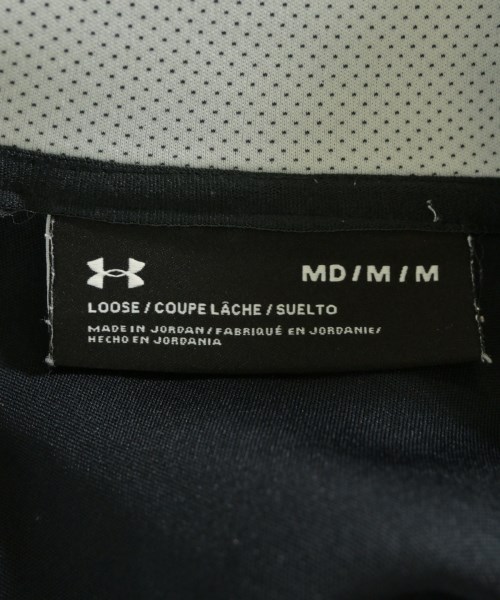 MD/M/M
LOOSE/COUPE LÂCHE/SUELTO
MADE IN JORDAN/FABRIQUÉ EN JORDANIE/
HECHO EN JORDANIA